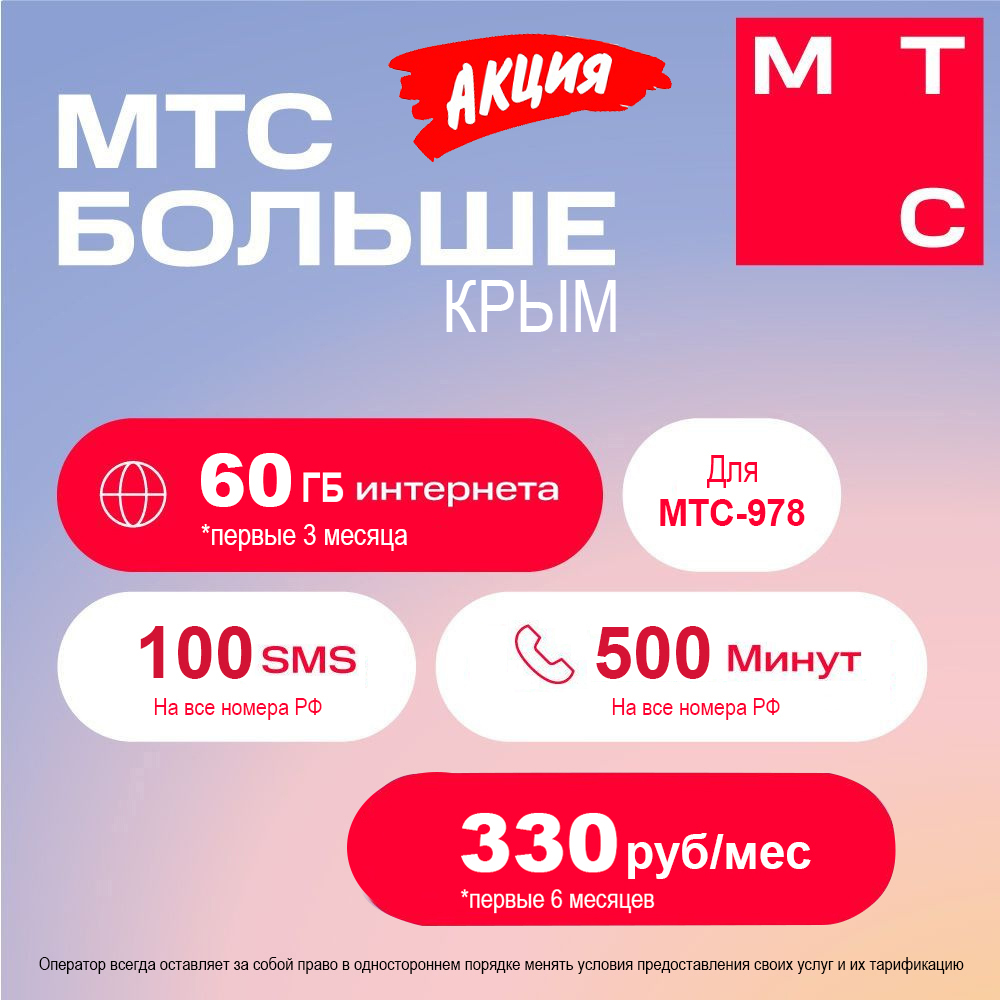 Акция
МТС
БОЛЬШЕ
КРЫМ
М Т
С
60 ГБ интернета
*первые 3 месяца
Для
МТС-978
100 SMS
На все номера РФ
500 Минут
На все номера РФ
330 руб/мес
*первые 6 месяцев
Оператор всегда оставляет за собой право в одностороннем порядке менять условия предоставления своих услуг и их тарификацию